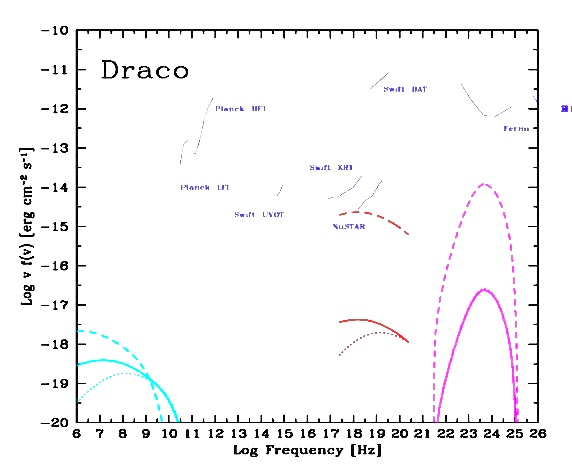 Draco
Planck HFI
Planck LFI
Swift UVOT
Swift XRT
NuSTAR
Swift BAT
Fermi
Log ν f(ν) [erg cm⁻² s⁻¹]
-10
-11
-12
-13
-14
-15
-16
-17
-18
-19
-20
6 7 8 9 10 11 12 13 14 15 16 17 18 19 20 21 22 23 24 25 26
Log Frequency [Hz]